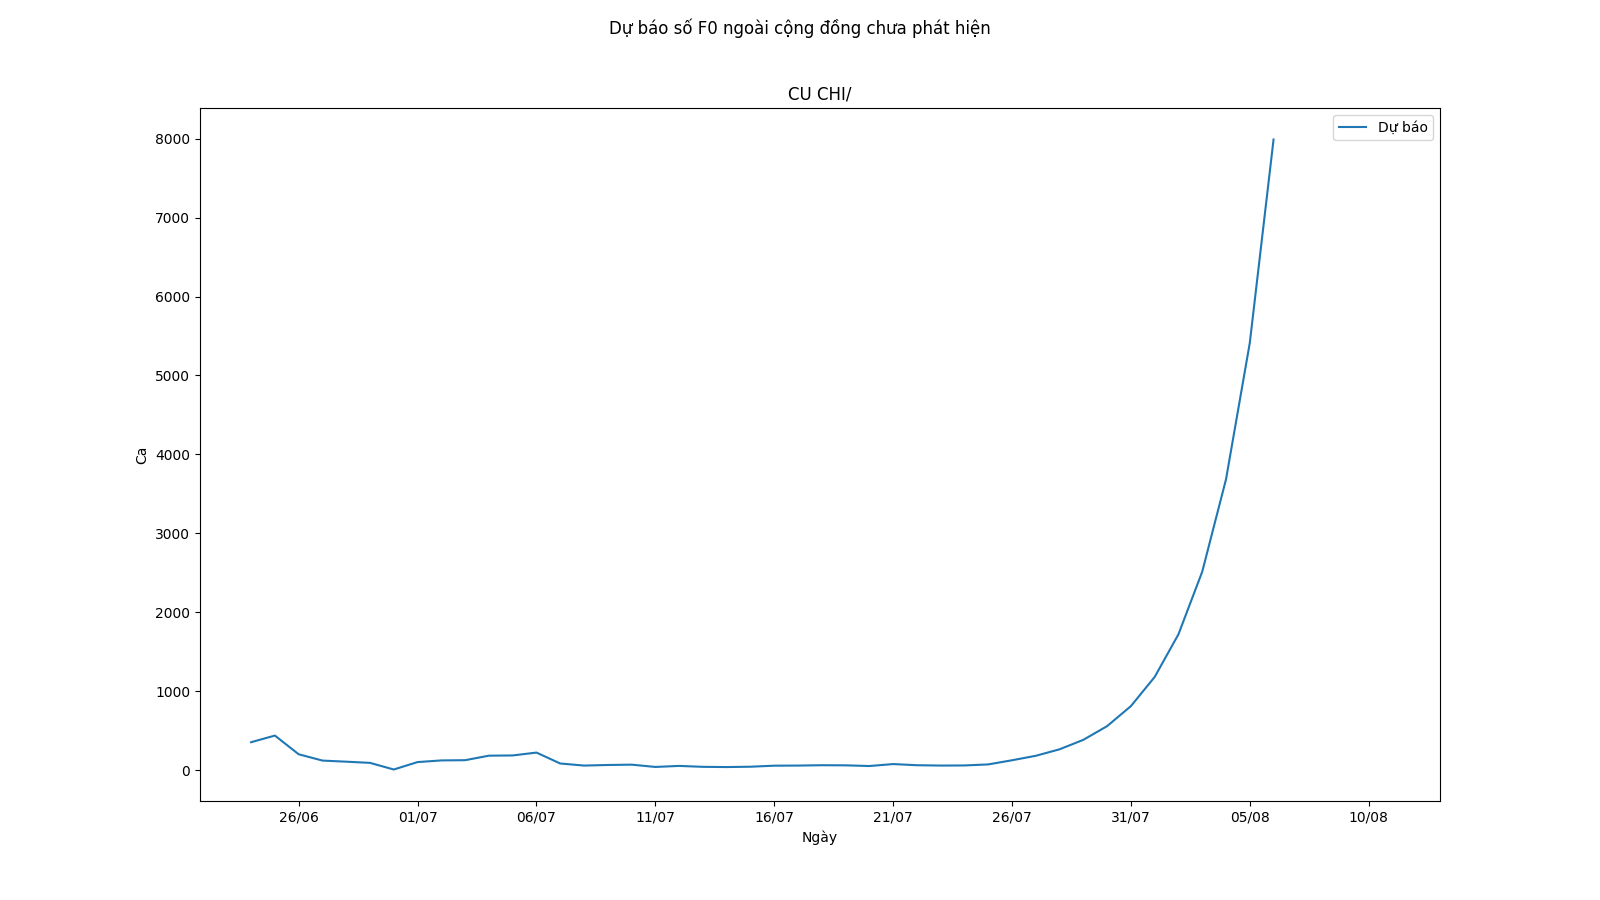 Dự báo số F0 ngoài cộng đồng chưa phát hiện
CU CHI/
Dự báo
8000
7000
6000
5000
4000
3000
2000
1000
0
Ca
26/06 01/07 06/07 11/07 16/07 21/07 26/07 31/07 05/08 10/08
Ngày